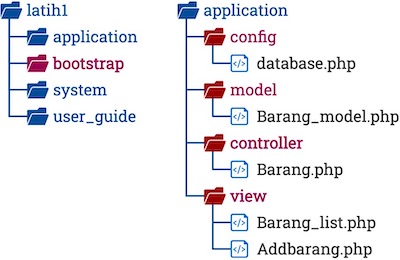 latih1
application
bootstrap
system
user_guide
application
config
database.php
model
Barang_model.php
controller
Barang.php
view
Barang_list.php
Addbarang.php